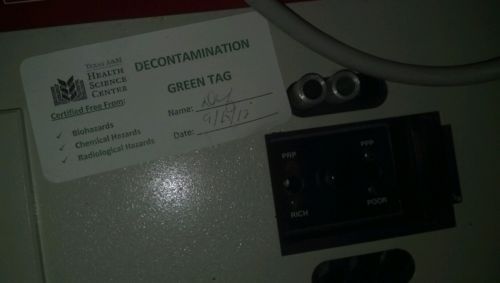 DECONTAMINATION
GREEN TAG
TEXAS A&M
HEALTH
SCIENCE
CENTER
Certified Free From:
✓ Biohazards
✓ Chemical Hazards
✓ Radiological Hazards
Name:
Date:
PRP
PPP
RICH
POOR